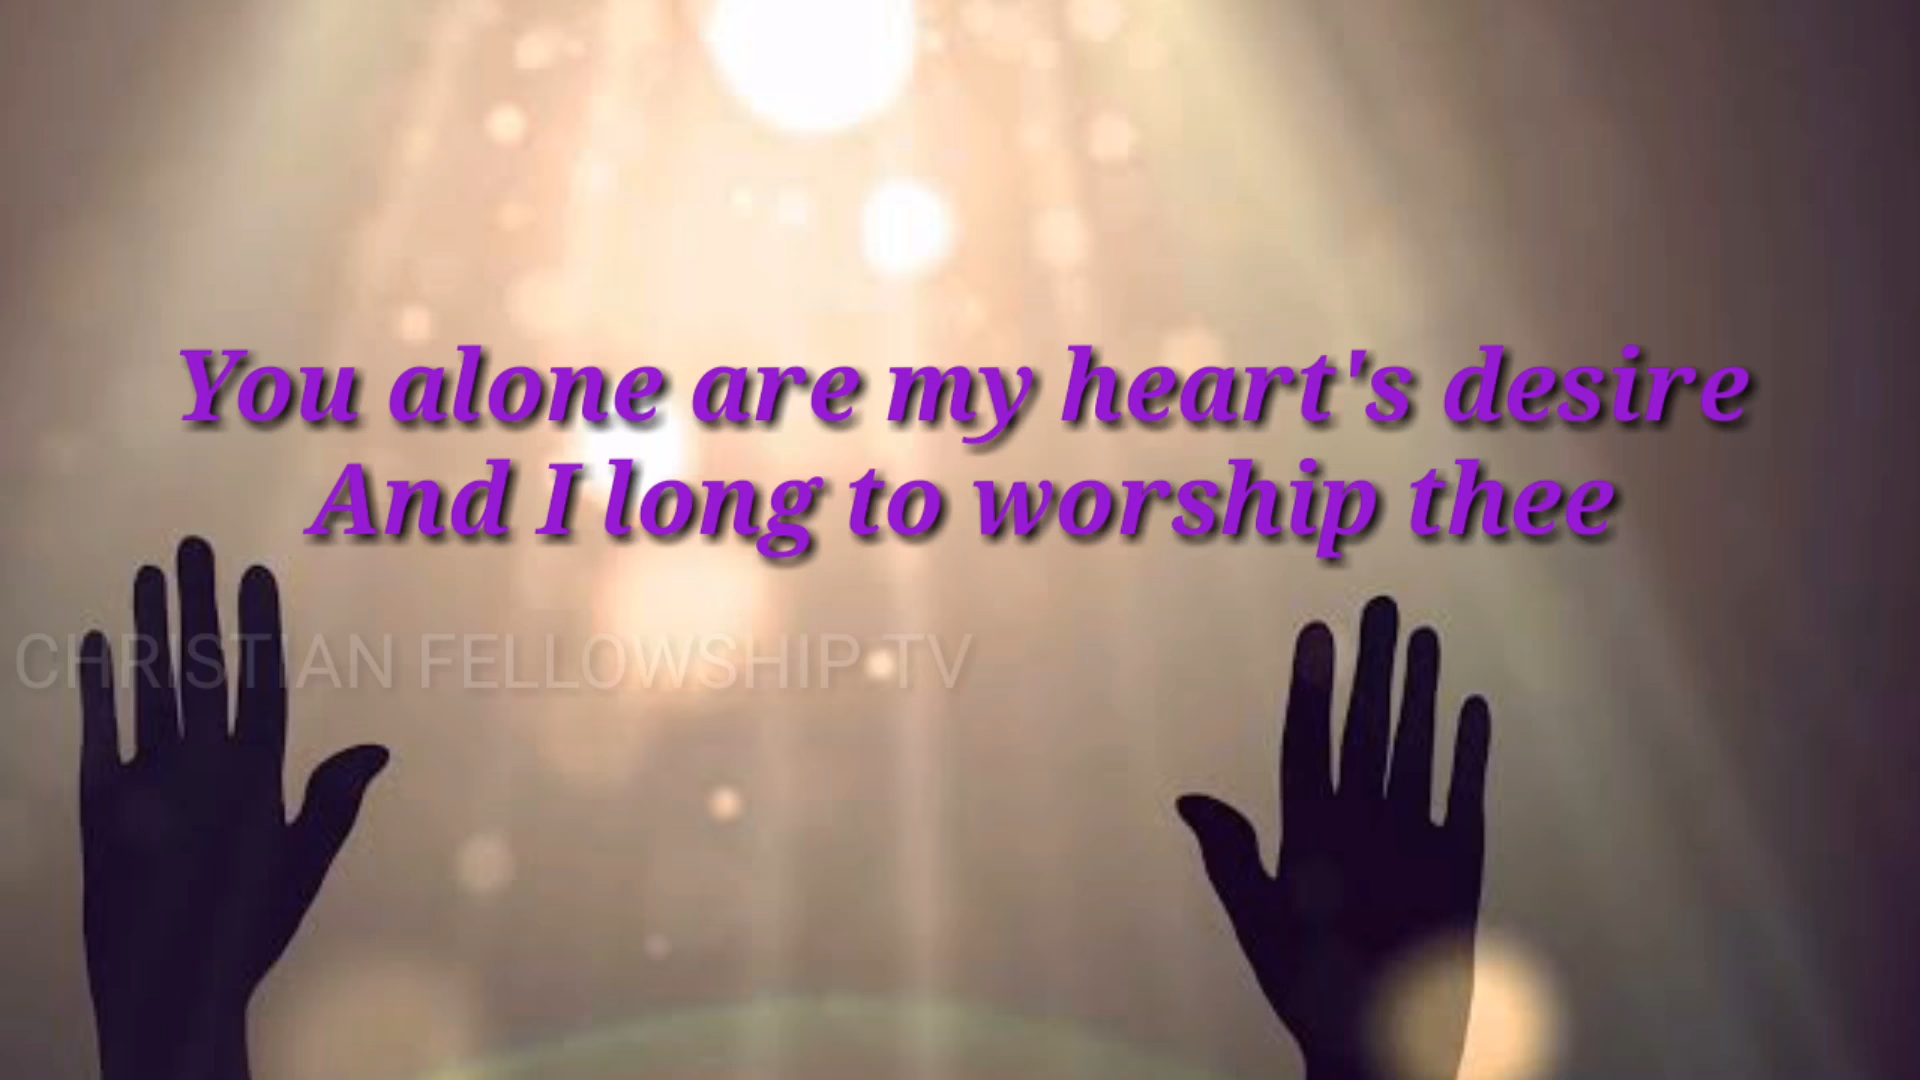 You alone are my heart's desire
And I long to worship thee
CHRISTIAN FELLOWSHIP TV